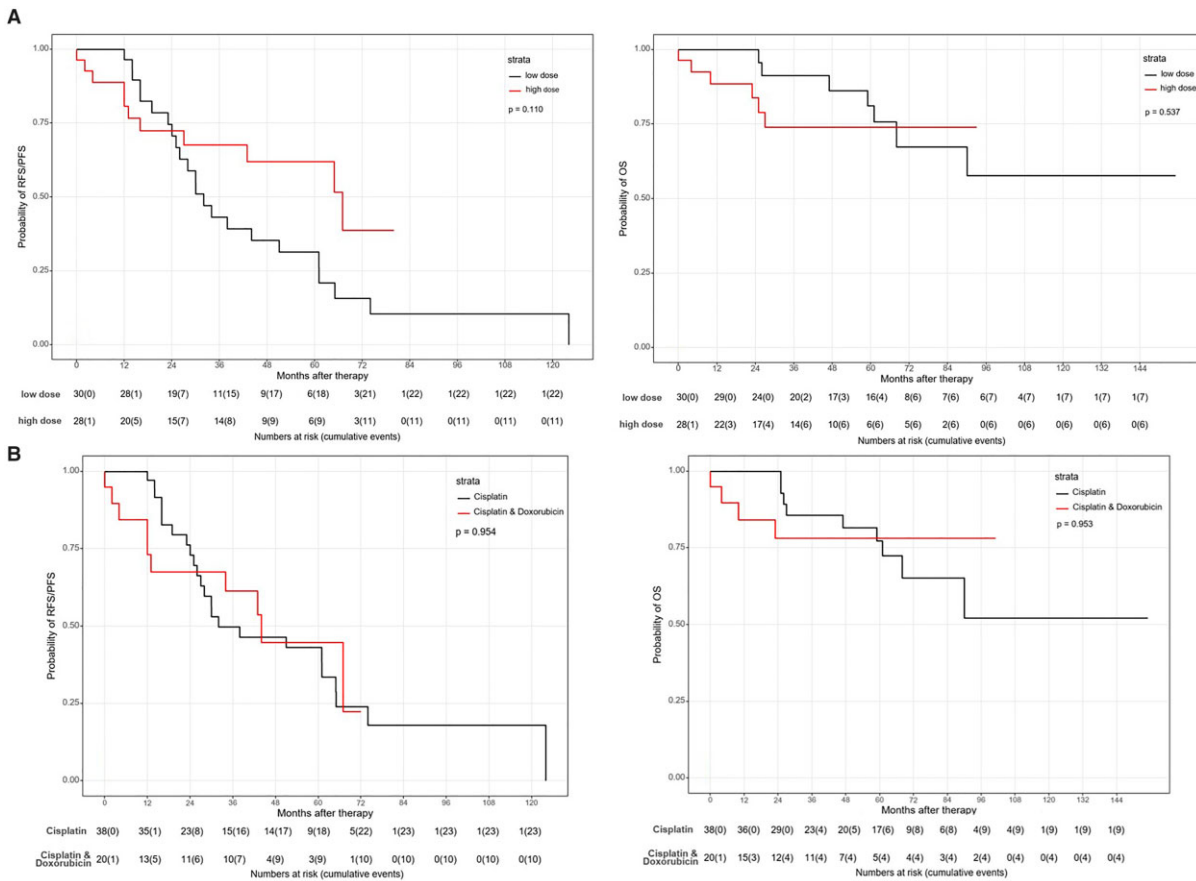 A
1.00
0.75
0.50
0.25
0.00
Probability of RFS/PFS
strata
low dose
high dose
p = 0.110
0 12 24 36 48 60 72 84 96 108 120
Months after therapy
low dose 30(0) 28(1) 19(7) 11(15) 9(17) 6(18) 3(21) 1(22) 1(22) 1(22) 1(22)
high dose 28(1) 20(5) 15(7) 14(8) 9(9) 6(9) 3(11) 0(11) 0(11) 0(11) 0(11)
Numbers at risk (cumulative events)
1.00
0.75
0.50
0.25
0.00
Probability of OS
strata
low dose
high dose
p = 0.537
0 12 24 36 48 60 72 84 96 108 120 132 144
Months after therapy
low dose 30(0) 29(0) 24(0) 20(2) 17(3) 16(4) 8(6) 7(6) 6(7) 4(7) 1(7) 1(7) 1(7)
high dose 28(1) 22(3) 17(4) 14(6) 10(6) 6(6) 5(6) 2(6) 0(6) 0(6) 0(6) 0(6) 0(6)
Numbers at risk (cumulative events)
B
1.00
0.75
0.50
0.25
0.00
Probability of RFS/PFS
strata
Cisplatin
Cisplatin & Doxorubicin
p = 0.954
0 12 24 36 48 60 72 84 96 108 120
Months after therapy
Cisplatin 38(0) 35(1) 23(8) 15(16) 14(17) 9(18) 5(22) 1(23) 1(23) 1(23) 1(23)
Cisplatin &
Doxorubicin 20(1) 13(5) 11(6) 10(7) 4(9) 3(9) 1(10) 0(10) 0(10) 0(10) 0(10)
Numbers at risk (cumulative events)
1.00
0.75
0.50
0.25
0.00
Probability of OS
strata
Cisplatin
Cisplatin & Doxorubicin
p = 0.953
0 12 24 36 48 60 72 84 96 108 120 132 144
Months after therapy
Cisplatin 38(0) 36(0) 29(0) 23(4) 20(5) 17(6) 9(8) 6(8) 4(9) 4(9) 1(9) 1(9) 1(9)
Cisplatin &
Doxorubicin 20(1) 15(3) 12(4) 11(4) 7(4) 5(4) 4(4) 3(4) 2(4) 0(4) 0(4) 0(4) 0(4)
Numbers at risk (cumulative events)